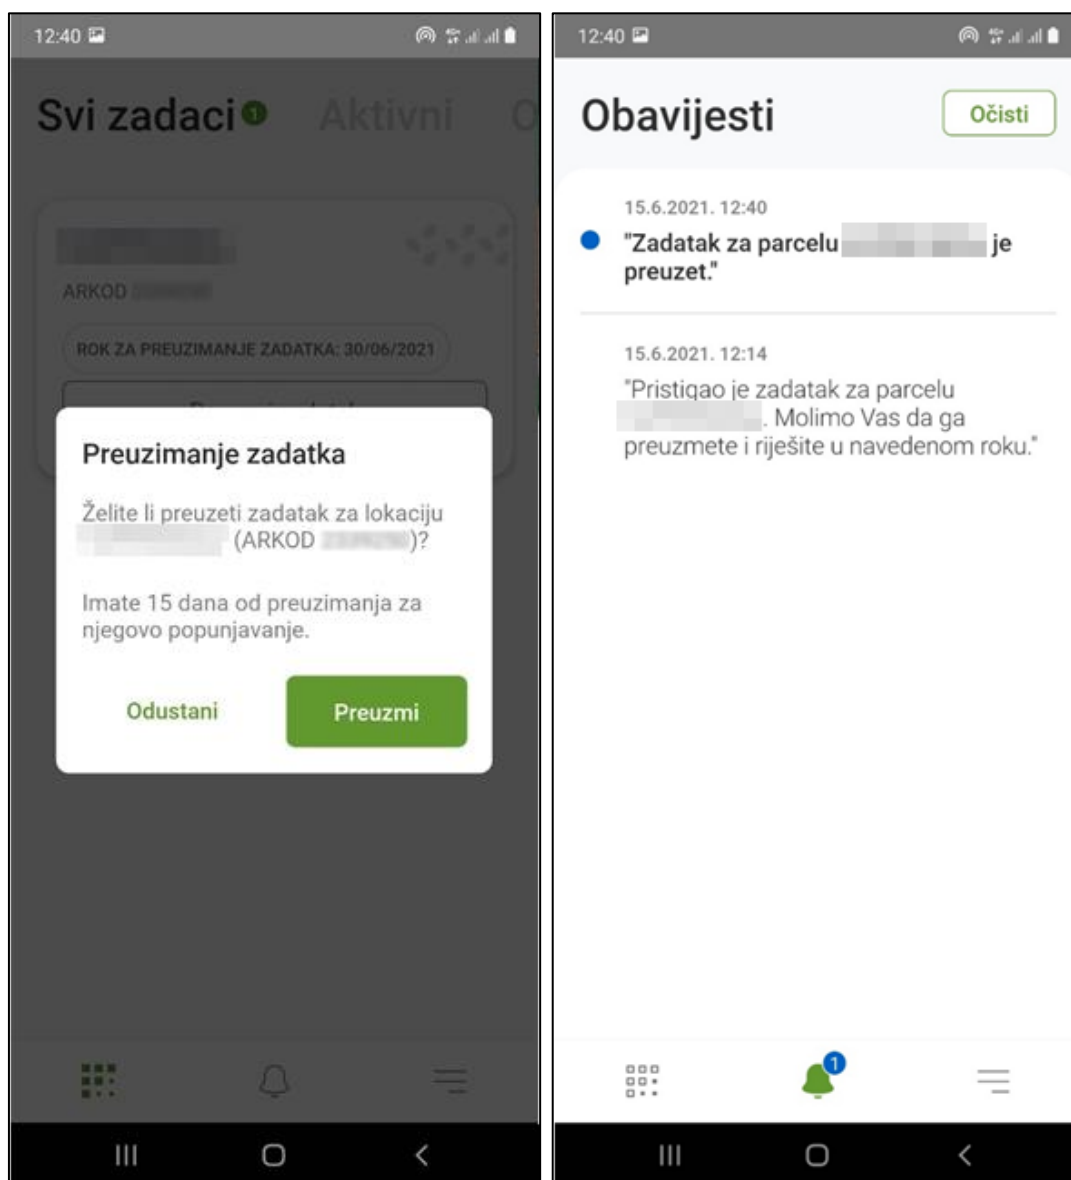 12:40
Svi zadaci 1 Aktivni O
ARKOD
ROK ZA PREUZIMANJE ZADATKA: 30/06/2021
Preuzimanje zadatka
Želite li preuzeti zadatak za lokaciju
(ARKOD )?
Imate 15 dana od preuzimanja za
njegovo popunjavanje.
Odustani Preuzmi
12:40
Obavijesti Očisti
15.6.2021. 12:40
"Zadatak za parcelu je
preuzet."
15.6.2021. 12:14
"Pristigao je zadatak za parcelu
. Molimo Vas da ga
preuzmete i riješite u navedenom roku."
1